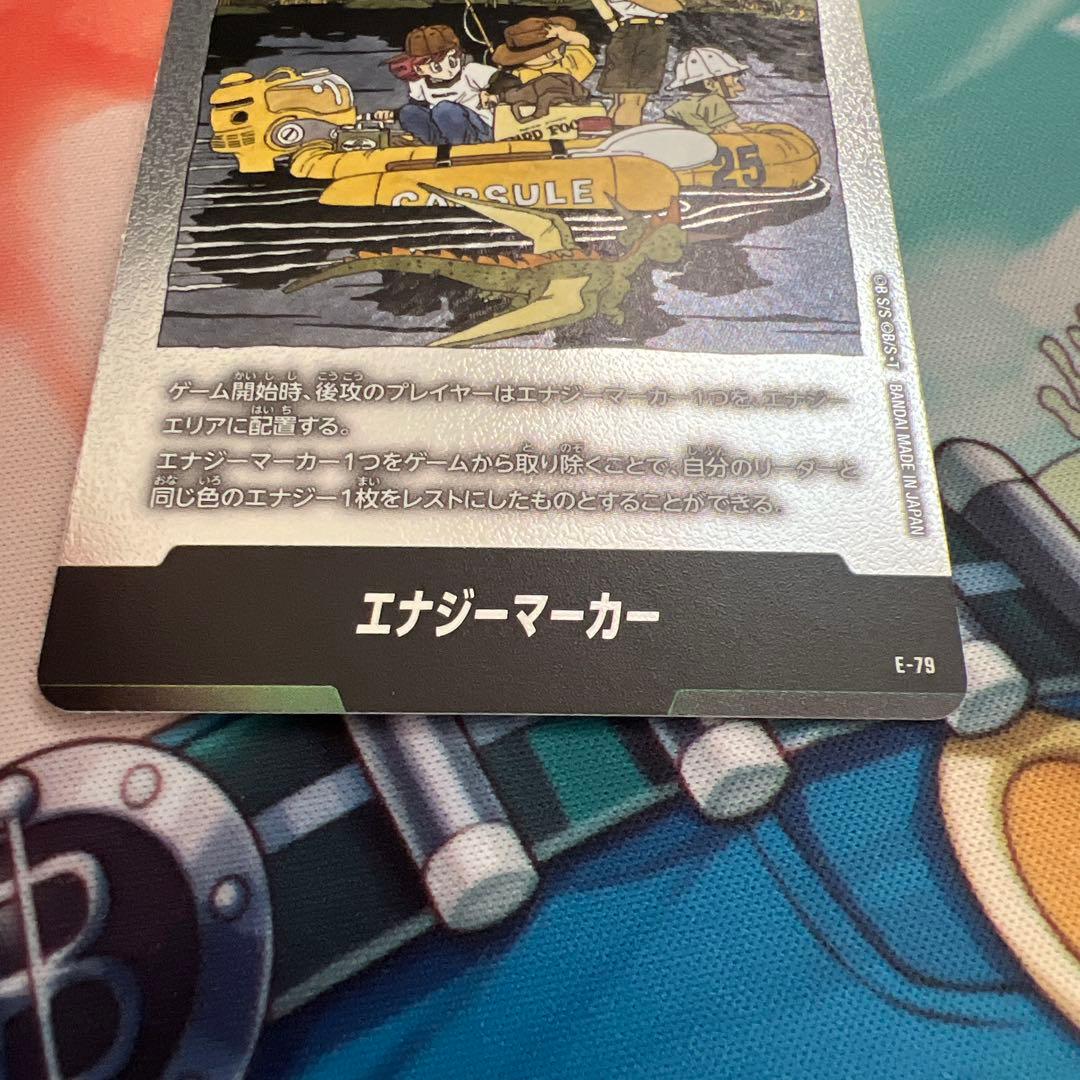 25
CAPSULE
ゲーム開始時、後攻のプレイヤーはエナジーマーカー1つを、エナジー
エリアに配置する。
エナジーマーカー1つをゲームから取り除くことで、自分のリーダーと
同じ色のエナジー1枚をレストにしたものとすることができる。
©B S/S ©B/S・T BANDAI MADE IN JAPAN
エナジーマーカー
E-79